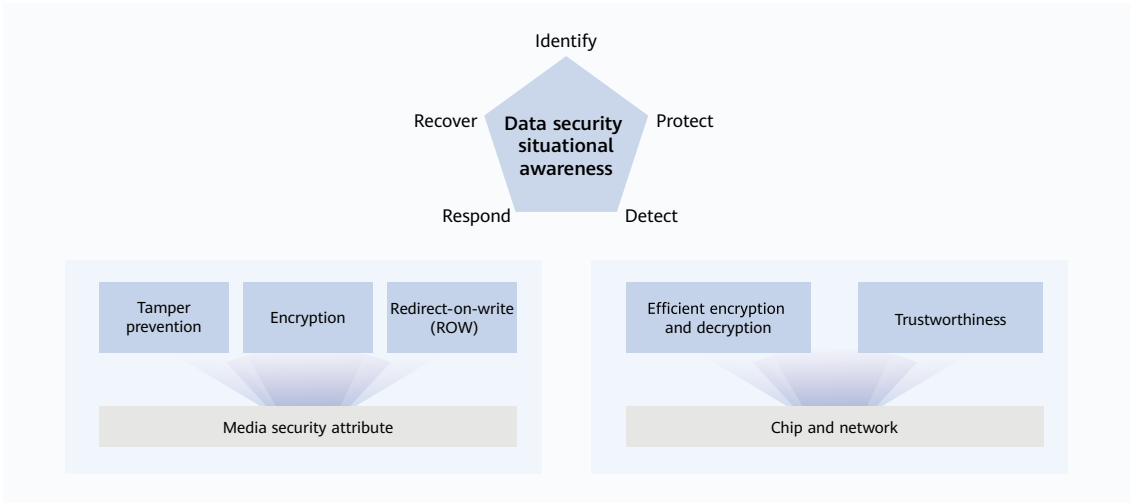 Identify
Recover
Data security
situational
awareness
Protect
Respond
Detect
Tamper
prevention
Encryption
Redirect-on-write
(ROW)
Media security attribute
Efficient encryption
and decryption
Trustworthiness
Chip and network